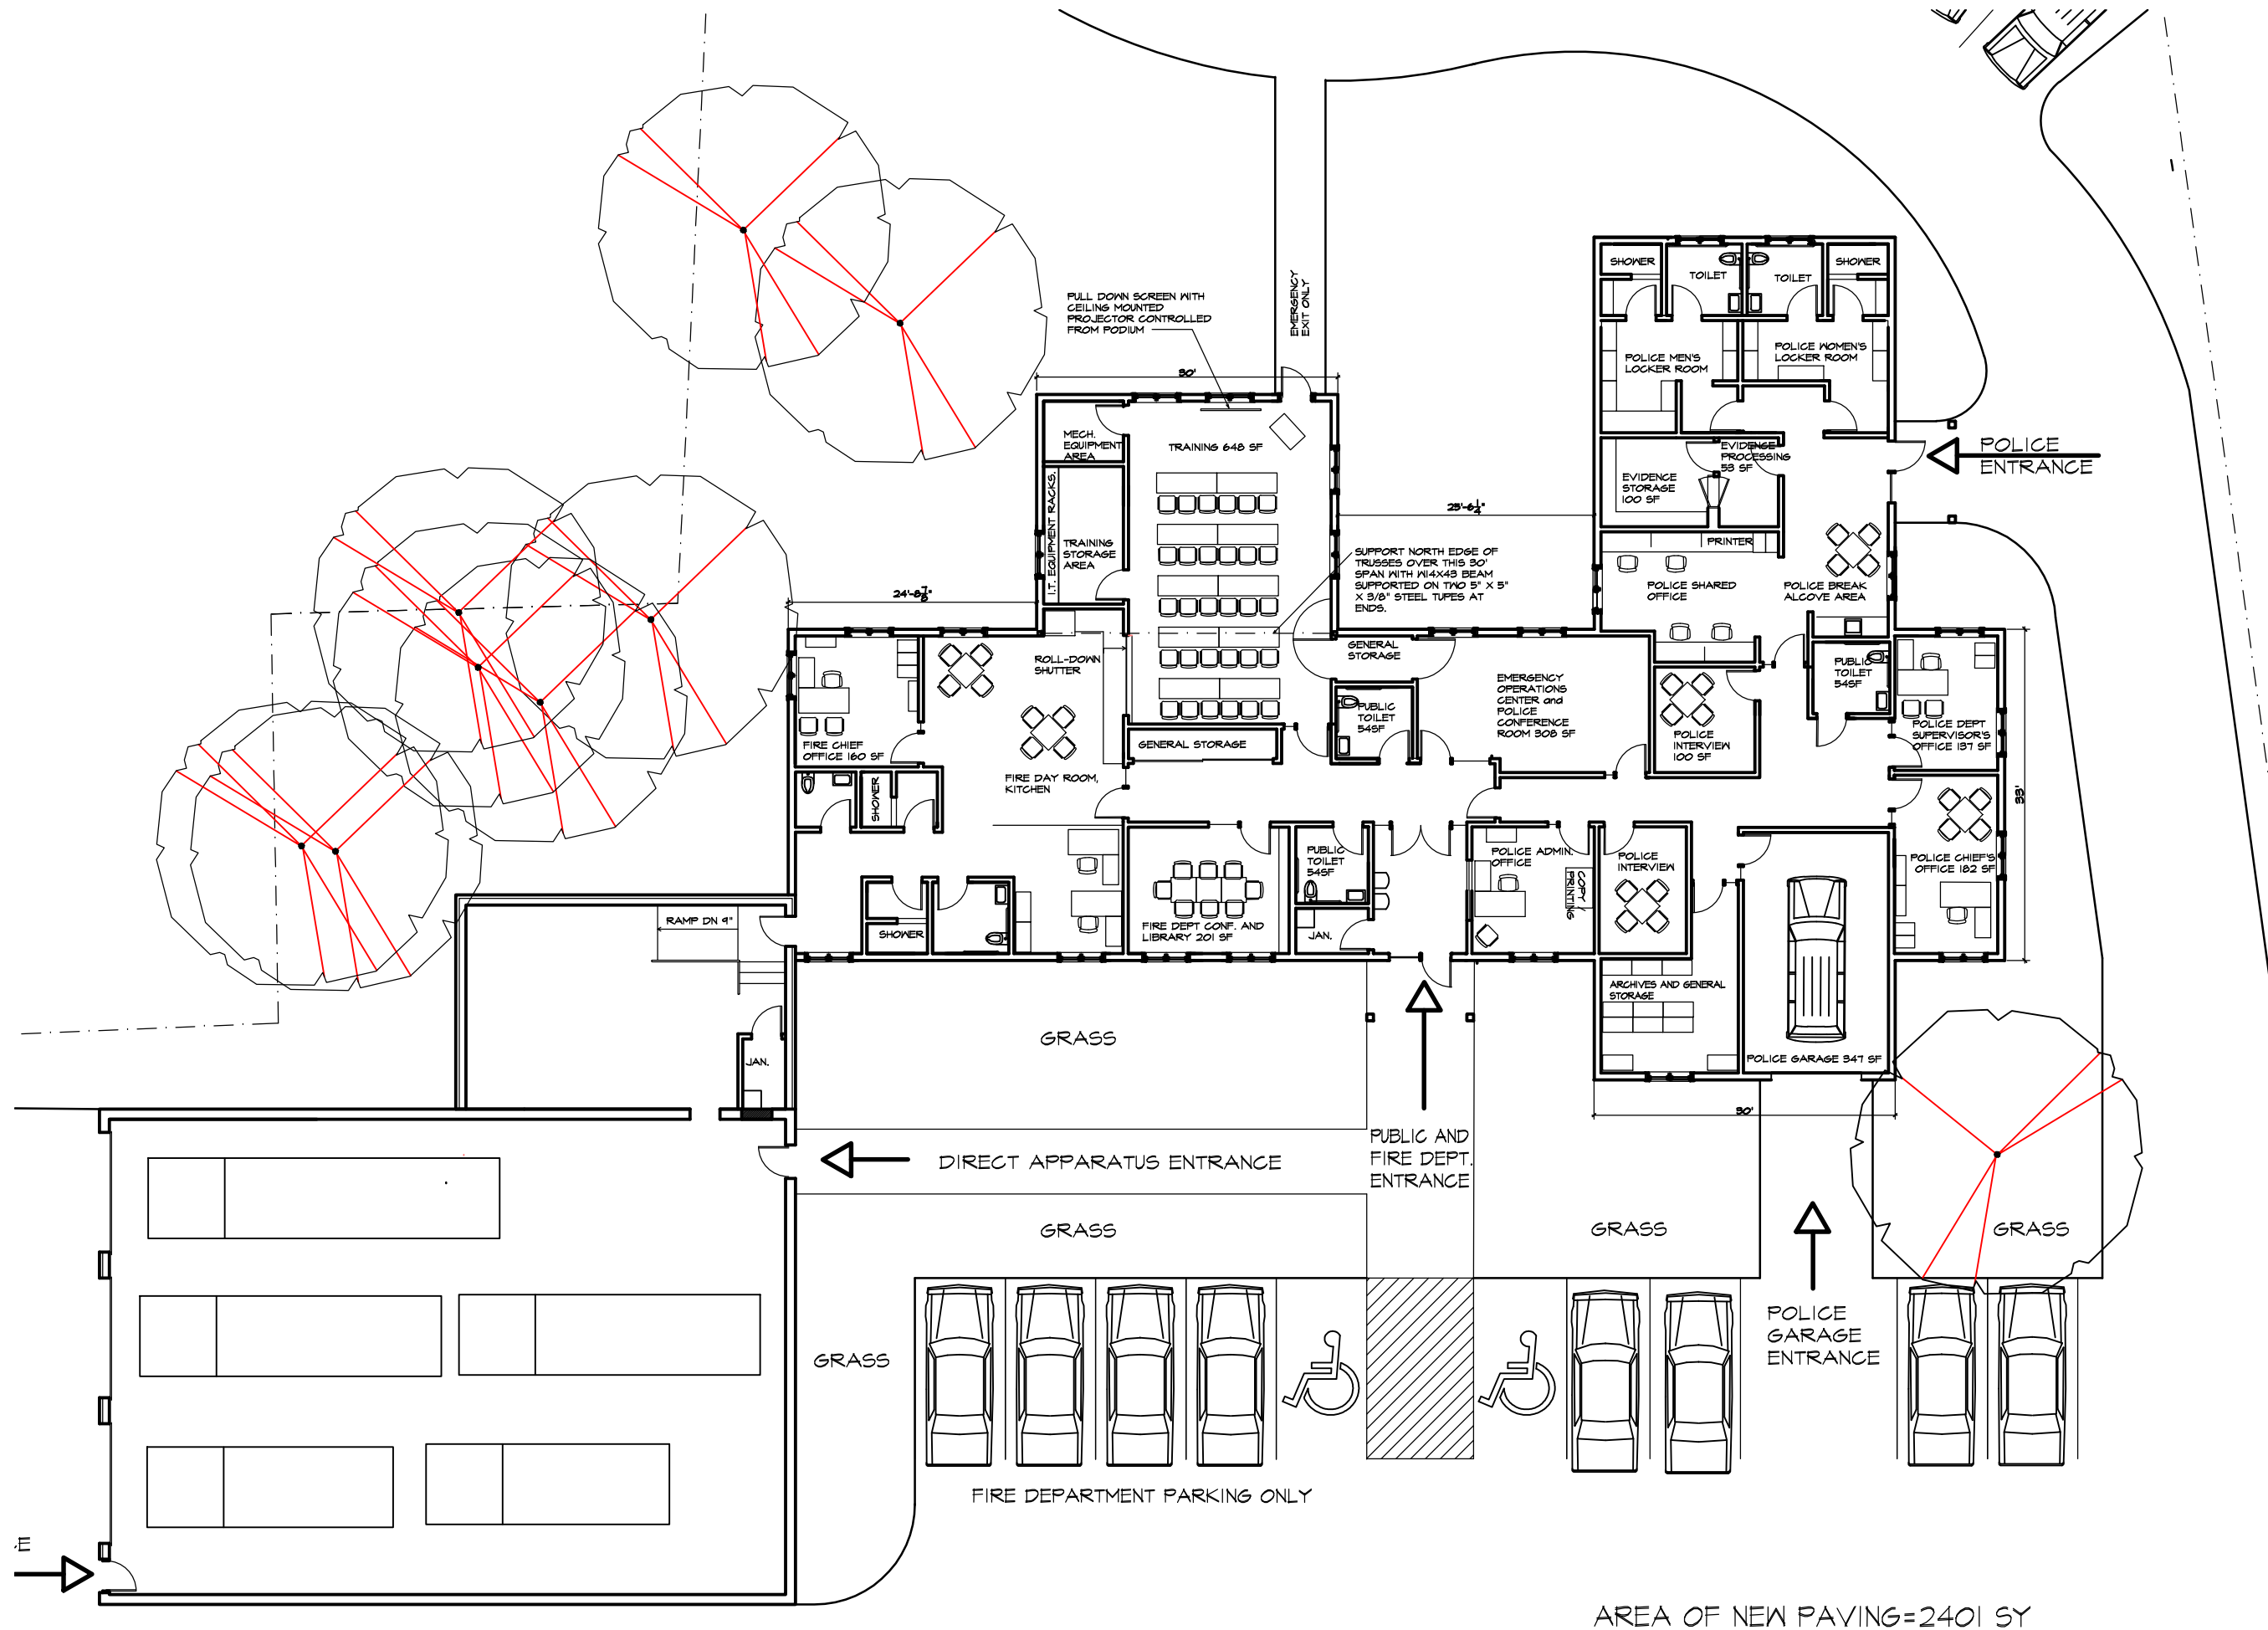 PULL DOWN SCREEN WITH
CEILING MOUNTED
PROJECTOR CONTROLLED
FROM PODIUM
EMERGENCY
EXIT ONLY
30'
SHOWER
TOILET
TOILET
SHOWER
POLICE MEN'S
LOCKER ROOM
POLICE WOMEN'S
LOCKER ROOM
MECH.
EQUIPMENT
AREA
TRAINING 648 SF
I.T. EQUIPMENT RACKS.
TRAINING
STORAGE
AREA
EVIDENCE
PROCESSING
53 SF
EVIDENCE
STORAGE
100 SF
POLICE
ENTRANCE
25'-6 1/4"
SUPPORT NORTH EDGE OF
TRUSSES OVER THIS 30'
SPAN WITH W14X43 BEAM
SUPPORTED ON TWO 5" X 5"
X 3/8" STEEL TUPES AT
ENDS.
PRINTER
POLICE SHARED
OFFICE
POLICE BREAK
ALCOVE AREA
24'-8 7/8"
ROLL-DOWN
SHUTTER
GENERAL
STORAGE
FIRE CHIEF
OFFICE 160 SF
SHOWER
FIRE DAY ROOM,
KITCHEN
GENERAL STORAGE
PUBLIC
TOILET
54SF
EMERGENCY
OPERATIONS
CENTER and
POLICE
CONFERENCE
ROOM 308 SF
POLICE
INTERVIEW
100 SF
PUBLIC
TOILET
54SF
POLICE DEPT
SUPERVISOR'S
OFFICE 137 SF
33'
POLICE CHIEF'S
OFFICE 182 SF
RAMP DN 9"
SHOWER
FIRE DEPT CONF. AND
LIBRARY 201 SF
PUBLIC
TOILET
54SF
JAN.
POLICE ADMIN.
OFFICE
COPY /
PRINTING
POLICE
INTERVIEW
ARCHIVES AND GENERAL
STORAGE
POLICE GARAGE 347 SF
JAN.
GRASS
30'
DIRECT APPARATUS ENTRANCE
PUBLIC AND
FIRE DEPT.
ENTRANCE
GRASS
GRASS
GRASS
GRASS
POLICE
GARAGE
ENTRANCE
FIRE DEPARTMENT PARKING ONLY
AREA OF NEW PAVING=2401 SY